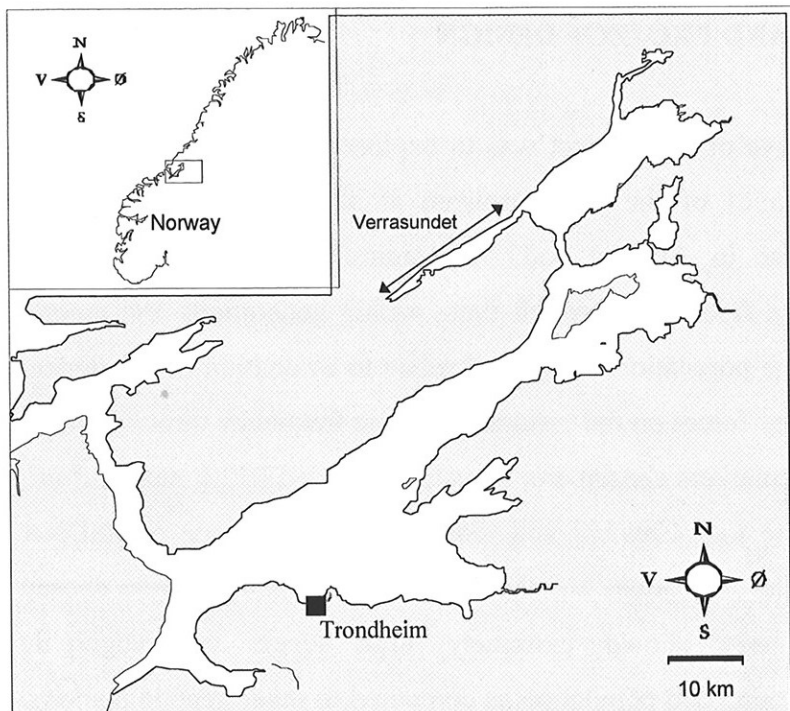 N
V Ø
S
Norway
Verrasundet
Trondheim
N
V Ø
S
10 km